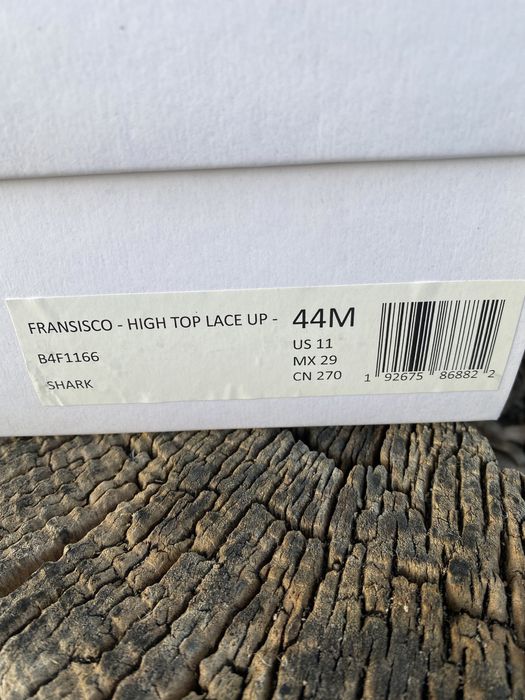 FRANSISCO - HIGH TOP LACE UP - 44M
B4F1166
SHARK
US 11
MX 29
CN 270
1 92675 86882 2